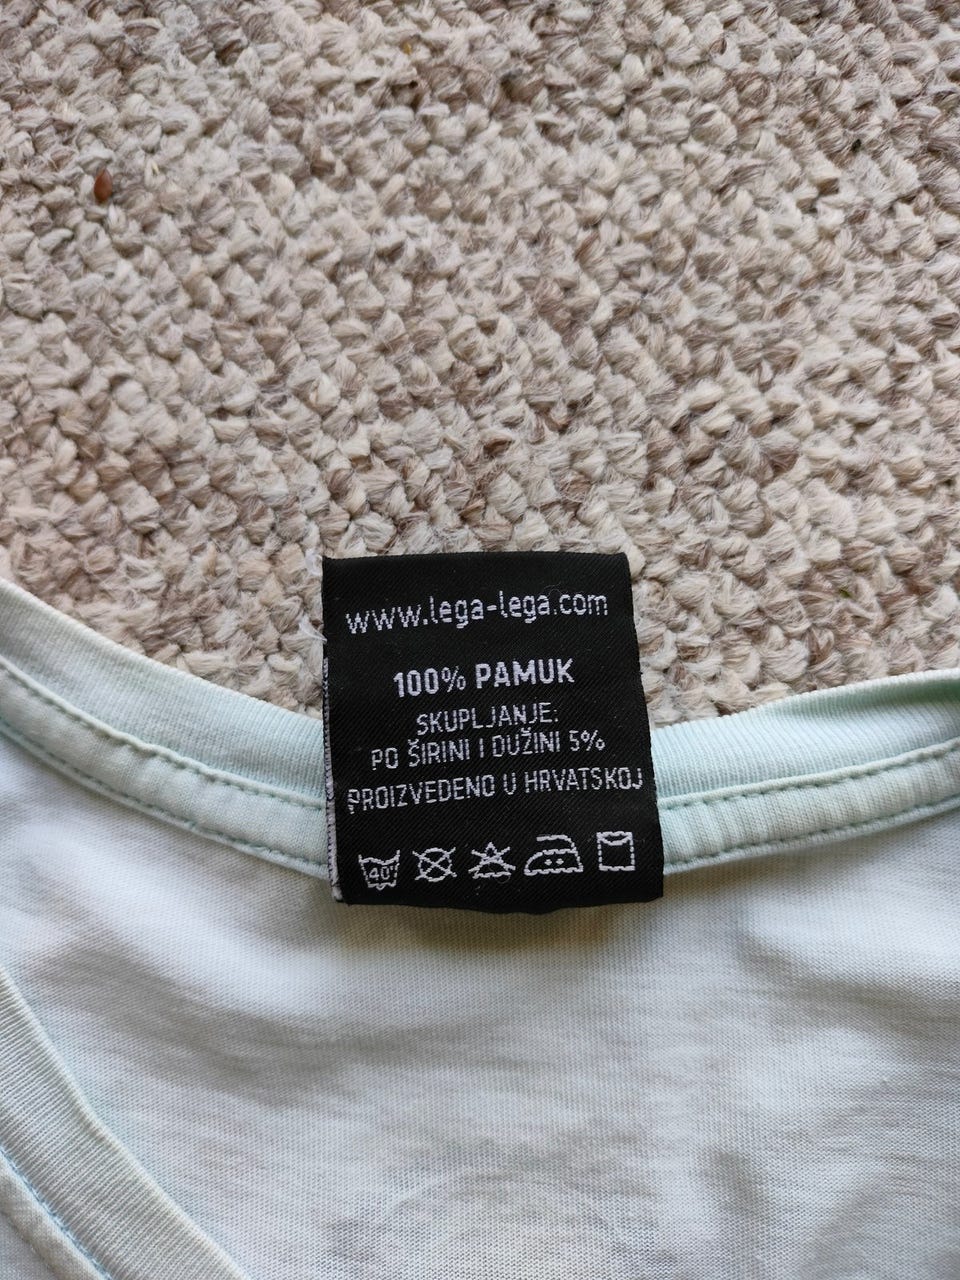 www.lega-lega.com
100% PAMUK
SKUPLJANJE:
PO ŠIRINI I DUŽINI 5%
PROIZVEDENO U HRVATSKOJ
40°